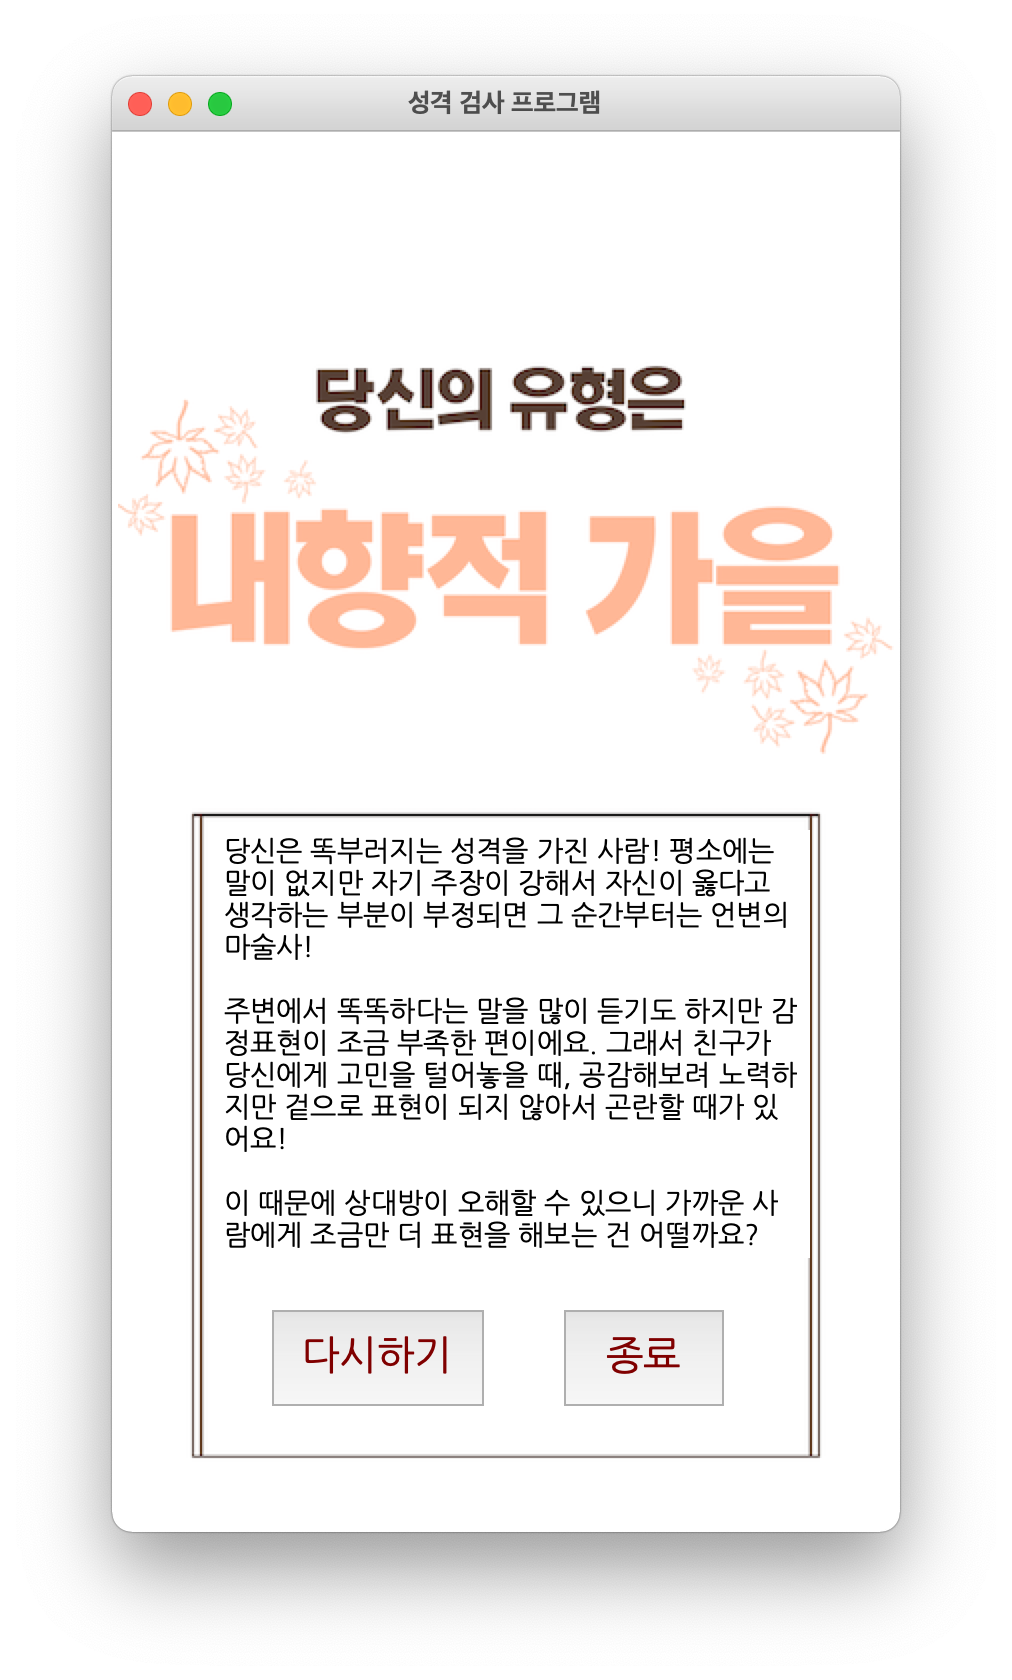 성격 검사 프로그램
당신의 유형은
내향적 가을
당신은 똑부러지는 성격을 가진 사람! 평소에는
말이 없지만 자기 주장이 강해서 자신이 옳다고
생각하는 부분이 부정되면 그 순간부터는 언변의
마술사!
주변에서 똑똑하다는 말을 많이 듣기도 하지만 감
정표현이 조금 부족한 편이에요. 그래서 친구가
당신에게 고민을 털어놓을 때, 공감해보려 노력하
지만 겉으로 표현이 되지 않아서 곤란할 때가 있
어요!
이 때문에 상대방이 오해할 수 있으니 가까운 사
람에게 조금만 더 표현을 해보는 건 어떨까요?
다시하기
종료